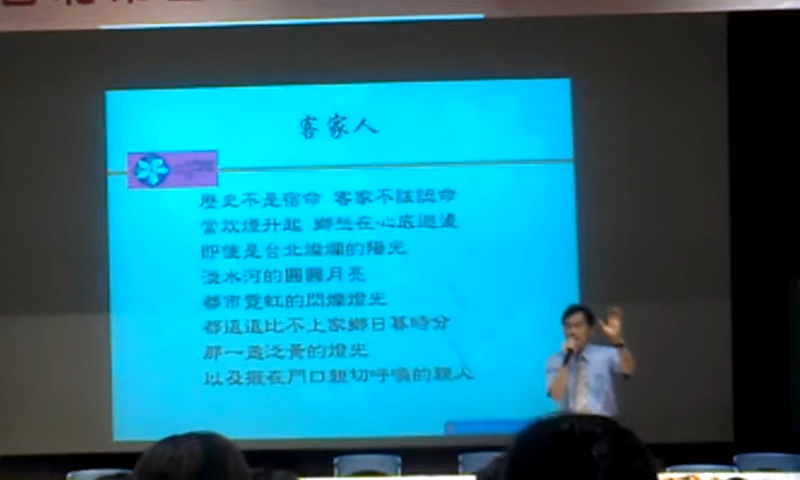 客家人
歷史不是宿命 客家不該認命
當炊煙升起 鄉愁在心底迴盪
即使是台北燦爛的陽光
淡水河的圓圓月亮
都市霓虹的閃爍燈光
都遠遠比不上家鄉日暮時分
那一盞泛黃的燈光
以及在門口親切呼喚的親人